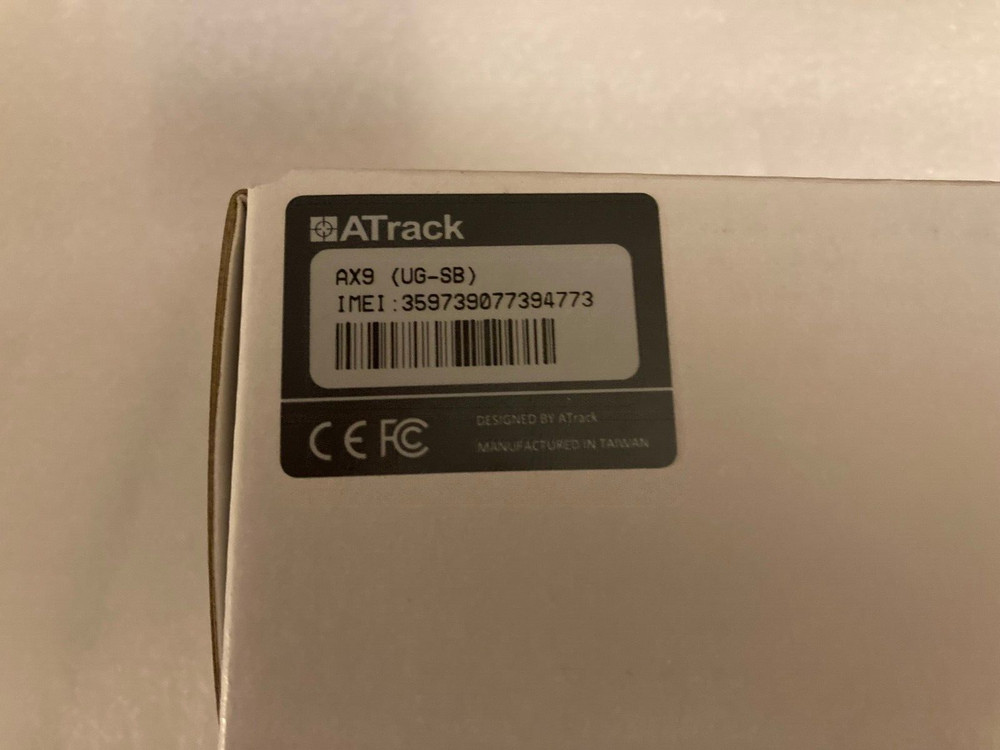 ATrack
AX9 (UG-SB)
IMEI:359739077394773
CE FC
DESIGNED BY ATrack
MANUFACTURED IN TAIWAN